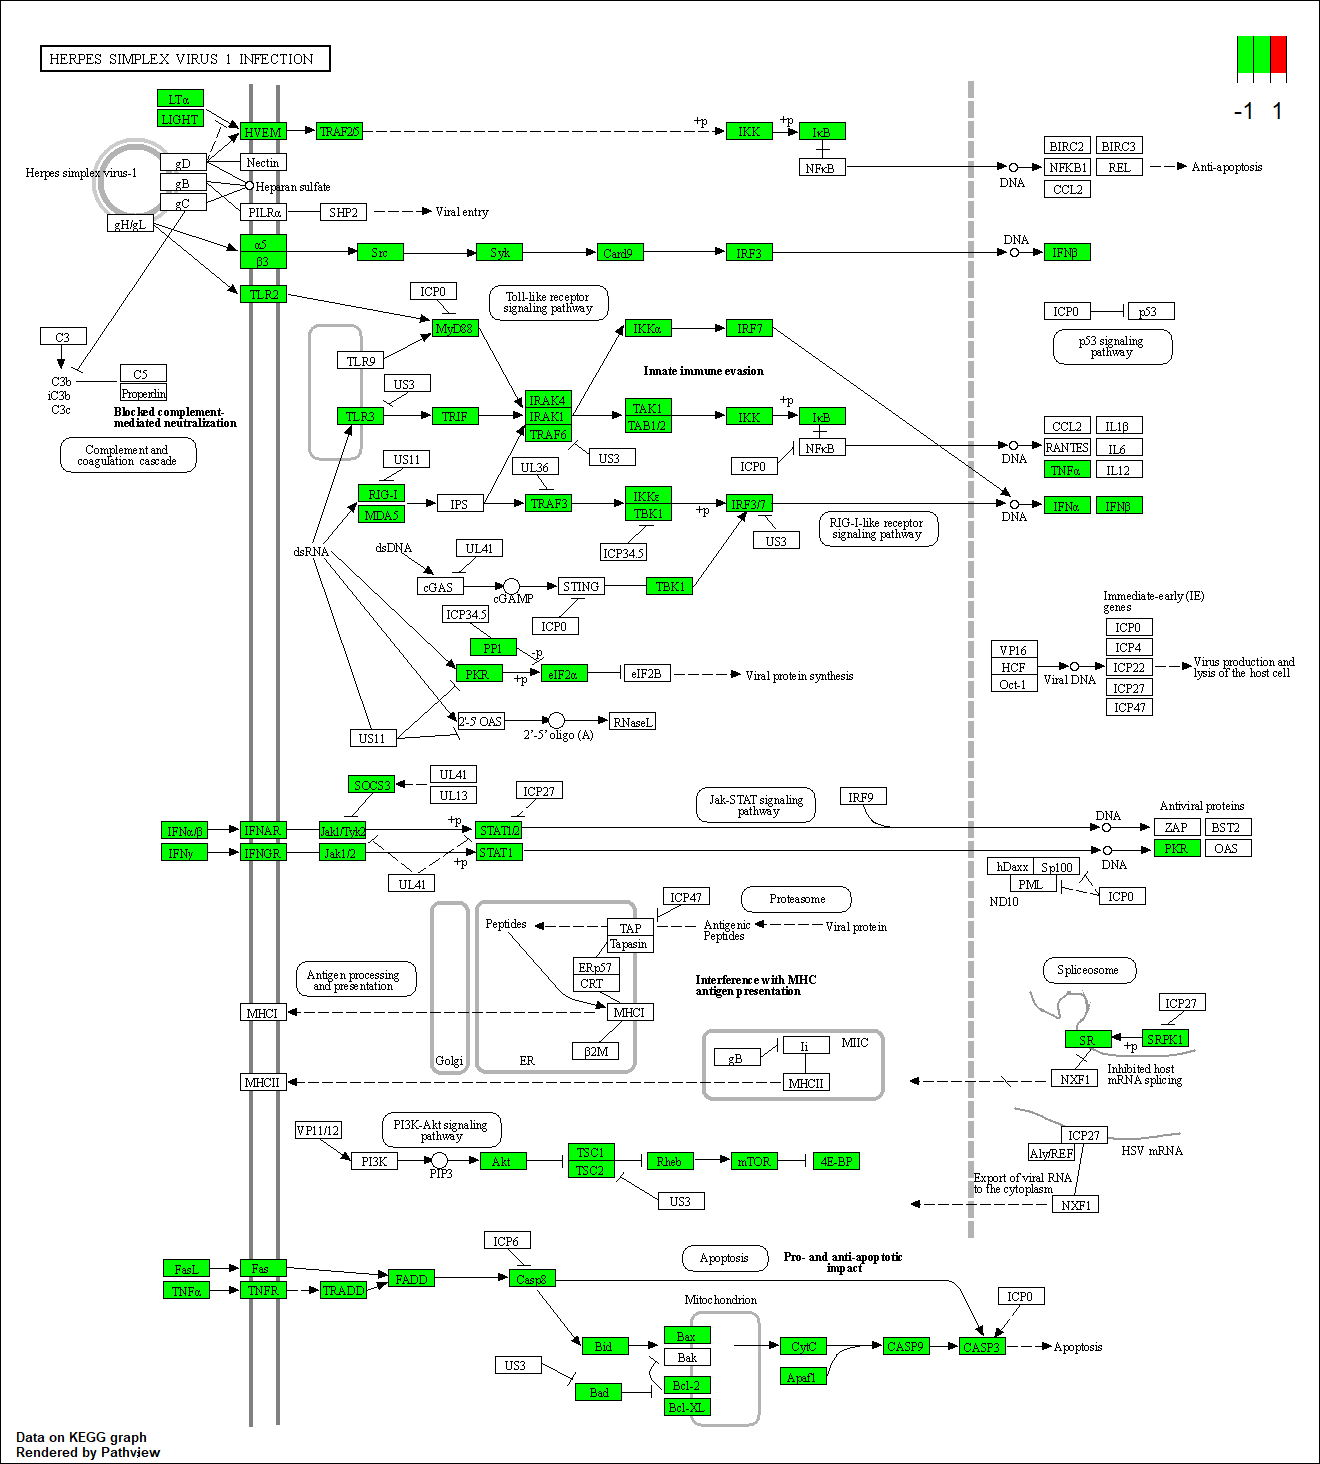 HERPES SIMPLEX VIRUS 1 INFECTION
-1 1
LTα
LIGHT
HVEM
TRAF2/5
+p
IKK
+p
IκB
NFκB
DNA
BIRC2 BIRC3
NFKB1 REL
CCL2
Anti-apoptosis
Herpes simplex virus-1
gD
gB
gC
gH/gL
Nectin
Heparan sulfate
PILRα
SHP2
Viral entry
α5
β3
Src
Syk
Card9
IRF3
DNA
IFNβ
TLR2
ICP0
Toll-like receptor
signaling pathway
MyD88
IKKα
IRF7
ICP0
p53
p53 signaling
pathway
C3
C3b
iC3b
C3c
C5
Properdin
Blocked complement-
mediated neutralization
Complement and
coagulation cascade
TLR9
US3
TLR3
TRIF
IRAK4
IRAK1
TRAF6
Innate immune evasion
TAK1
TAB1/2
IKK
+p
IκB
NFκB
ICP0
US3
DNA
CCL2 IL1β
RANTES IL6
TNFα IL12
US11
RIG-I
MDA5
IPS
UL36
TRAF3
IKKε
TBK1
+p
IRF3/7
US3
ICP34.5
RIG-I-like receptor
signaling pathway
DNA
IFNα IFNβ
dsRNA
dsDNA
UL41
cGAS
cGAMP
STING
ICP0
TBK1
ICP34.5
PP1
-p
PKR
+p
eIF2α
eIF2B
Viral protein synthesis
2'-5' OAS
2'-5' oligo (A)
RNaseL
US11
Immediate-early (IE)
genes
VP16
HCF
Oct-1
Viral DNA
ICP0
ICP4
ICP22
ICP27
ICP47
Virus production and
lysis of the host cell
SOCS3
UL41
UL13
ICP27
Jak-STAT signaling
pathway
IRF9
IFNα/β
IFNAR
Jak1/Tyk2
+p
STAT1/2
IFNγ
IFNGR
Jak1/2
+p
STAT1
UL41
DNA
DNA
Antiviral proteins
ZAP BST2
PKR OAS
hDaxx Sp100
PML
ND10
ICP0
Peptides
TAP
Tapasin
ICP47
Antigenic
Peptides
Proteasome
Viral protein
ERp57
CRT
MHCI
β2M
Antigen processing
and presentation
MHCI
Golgi
ER
Interference with MHC
antigen presentation
gB
Ii
MIIC
MHCII
MHCII
Spliceosome
ICP27
SR
+p
SRPK1
NXF1
Inhibited host
mRNA splicing
VP11/12
PI3K-Akt signaling
pathway
PI3K
PIP3
Akt
TSC1
TSC2
Rheb
mTOR
4E-BP
US3
ICP27
Aly/REF
HSV mRNA
Export of viral RNA
to the cytoplasm
NXF1
ICP6
Apoptosis
Pro- and anti-apoptotic
impact
FasL
Fas
TNFα
TNFR
TRADD
FADD
Casp8
Mitochondrion
ICP0
Bid
Bax
Bak
CytC
CASP9
CASP3
Apoptosis
US3
Bad
Bcl-2
Bcl-XL
Apaf1
Data on KEGG graph
Rendered by Pathview